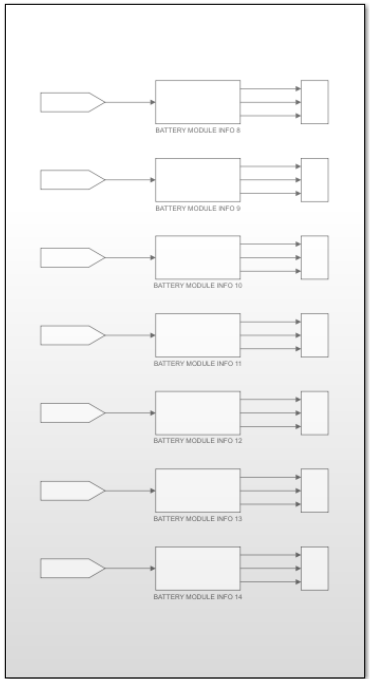 BATTERY MODULE INFO 8
BATTERY MODULE INFO 9
BATTERY MODULE INFO 10
BATTERY MODULE INFO 11
BATTERY MODULE INFO 12
BATTERY MODULE INFO 13
BATTERY MODULE INFO 14